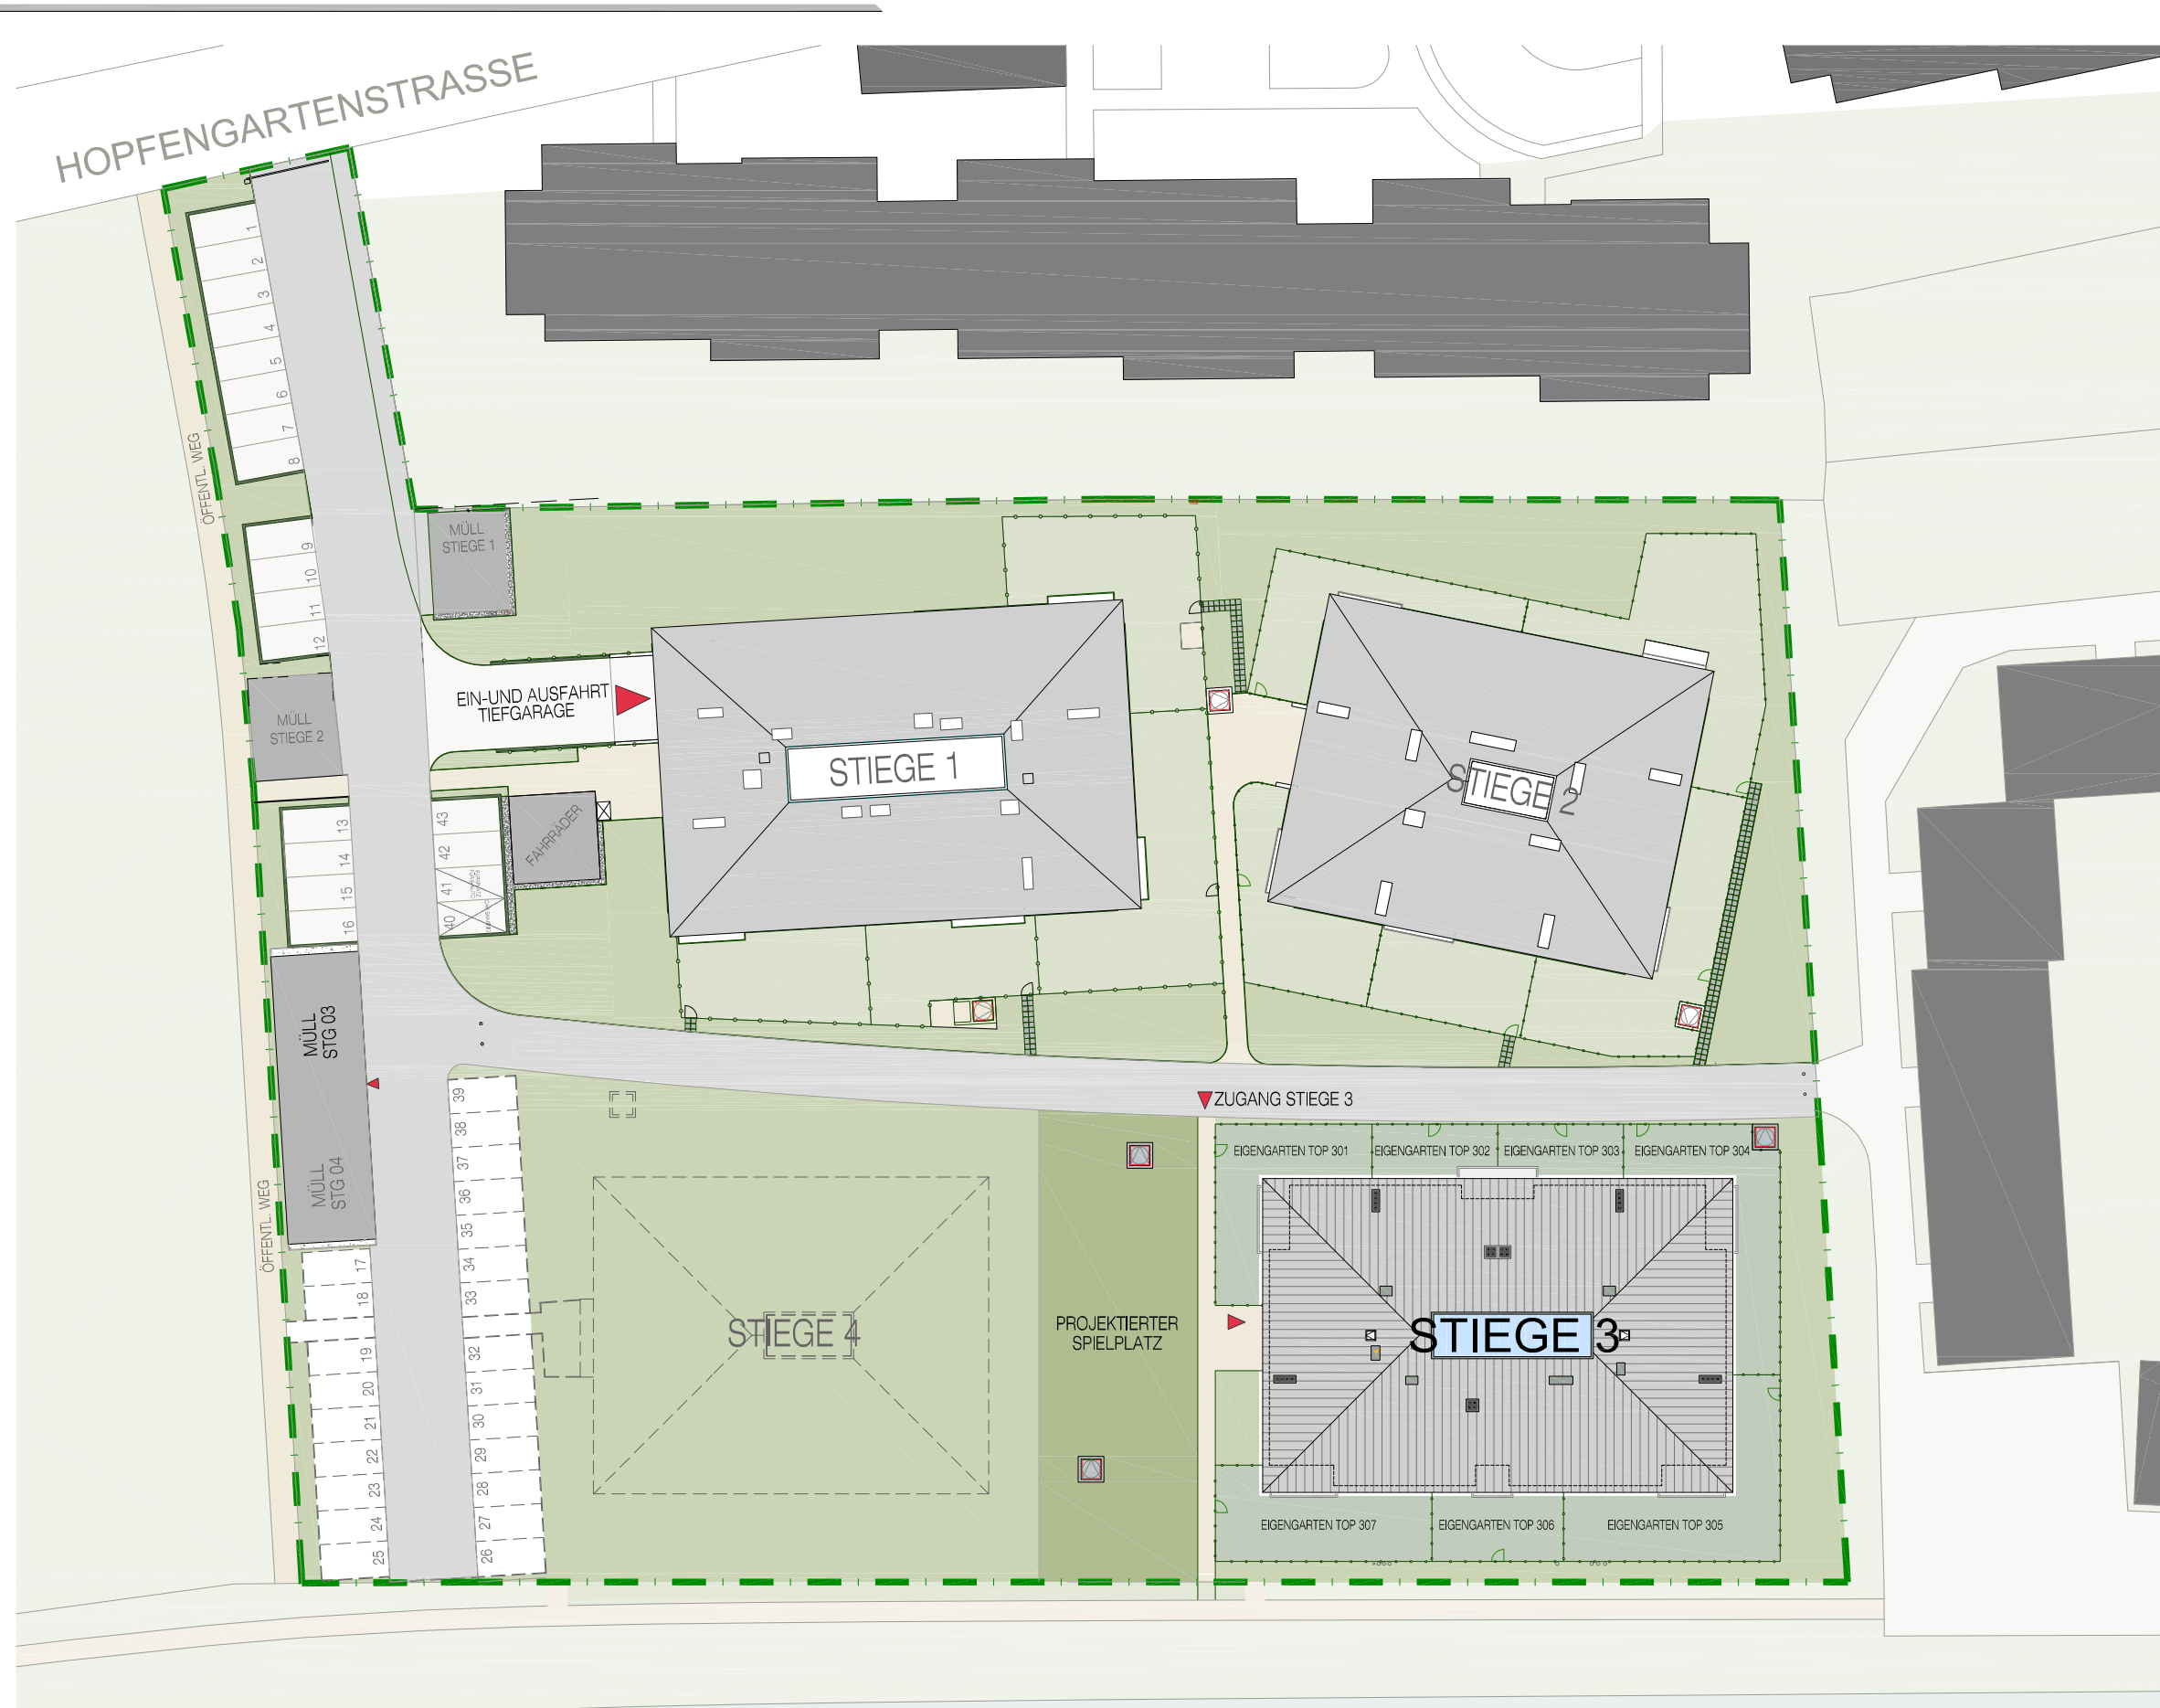 HOPFENGARTENSTRASSE
1
2
3
4
5
6
7
8
ÖFFENTL. WEG
9
10
11
12
MÜLL
STIEGE 1
MÜLL
STIEGE 2
EIN-UND AUSFAHRT
TIEFGARAGE
STIEGE 1
STIEGE 2
13
14
15
16
43
42
41
40
FAHRRÄDER
MÜLL
STG 03
MÜLL
STG 04
ÖFFENTL. WEG
39
38
37
36
35
34
33
32
31
30
29
28
27
26
17
18
19
20
21
22
23
24
25
ZUGANG STIEGE 3
EIGENGARTEN TOP 301
EIGENGARTEN TOP 302
EIGENGARTEN TOP 303
EIGENGARTEN TOP 304
STIEGE 4
PROJEKTIERTER
SPIELPLATZ
STIEGE 3
EIGENGARTEN TOP 307
EIGENGARTEN TOP 306
EIGENGARTEN TOP 305